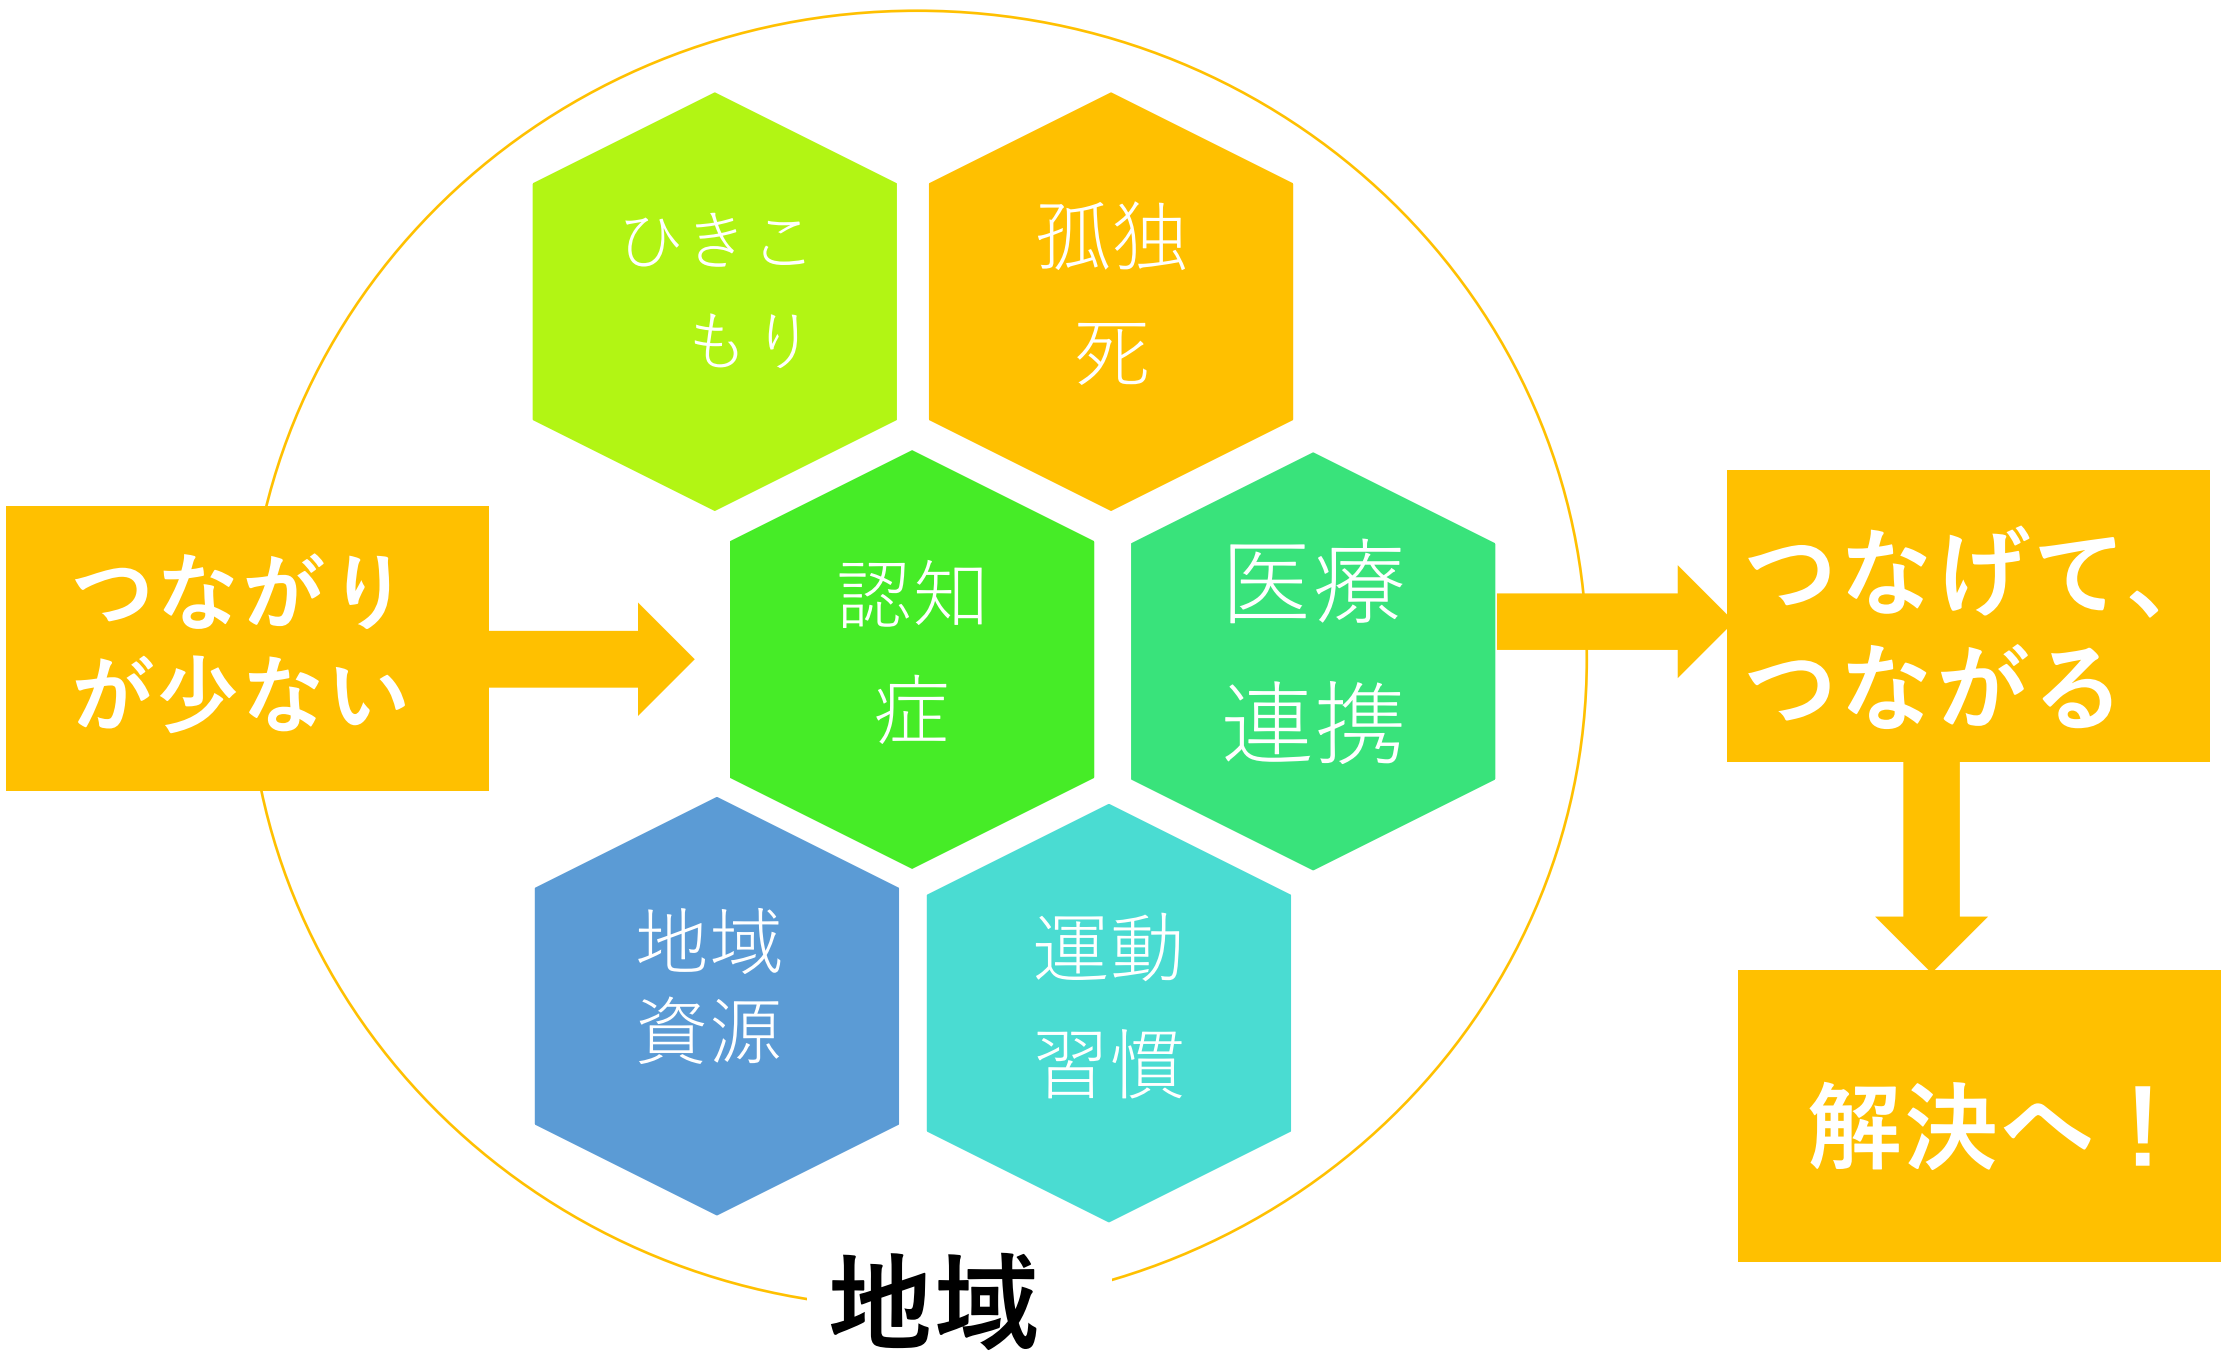 ひきこ
もり
孤独
死
つながり
が少ない
認知
症
医療
連携
つなげて、
つながる
地域
資源
運動
習慣
解決へ！
地域